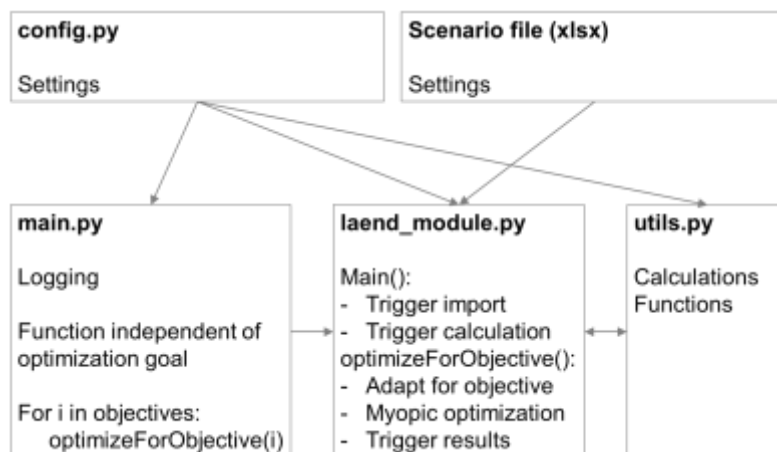 config.py
Settings
Scenario file (xlsx)
Settings
main.py
Logging
Function independent of
optimization goal
For i in objectives:
optimizeForObjective(i)
laend_module.py
Main():
- Trigger import
- Trigger calculation
optimizeForObjective():
- Adapt for objective
- Myopic optimization
- Trigger results
utils.py
Calculations
Functions